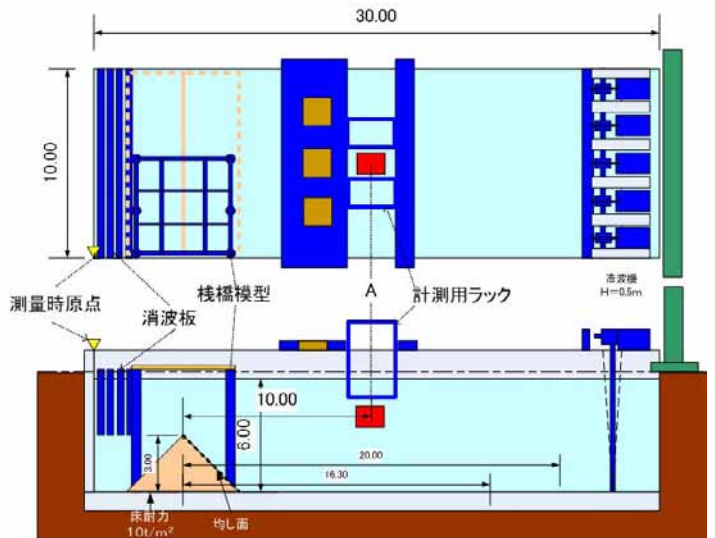 30.00
10.00
測量時原点
消波板
桟橋模型
A
計測用ラック
造波機
H=0.5m
10.00
6.00
3.00
20.00
16.30
床耐力
10t/m²
均し面